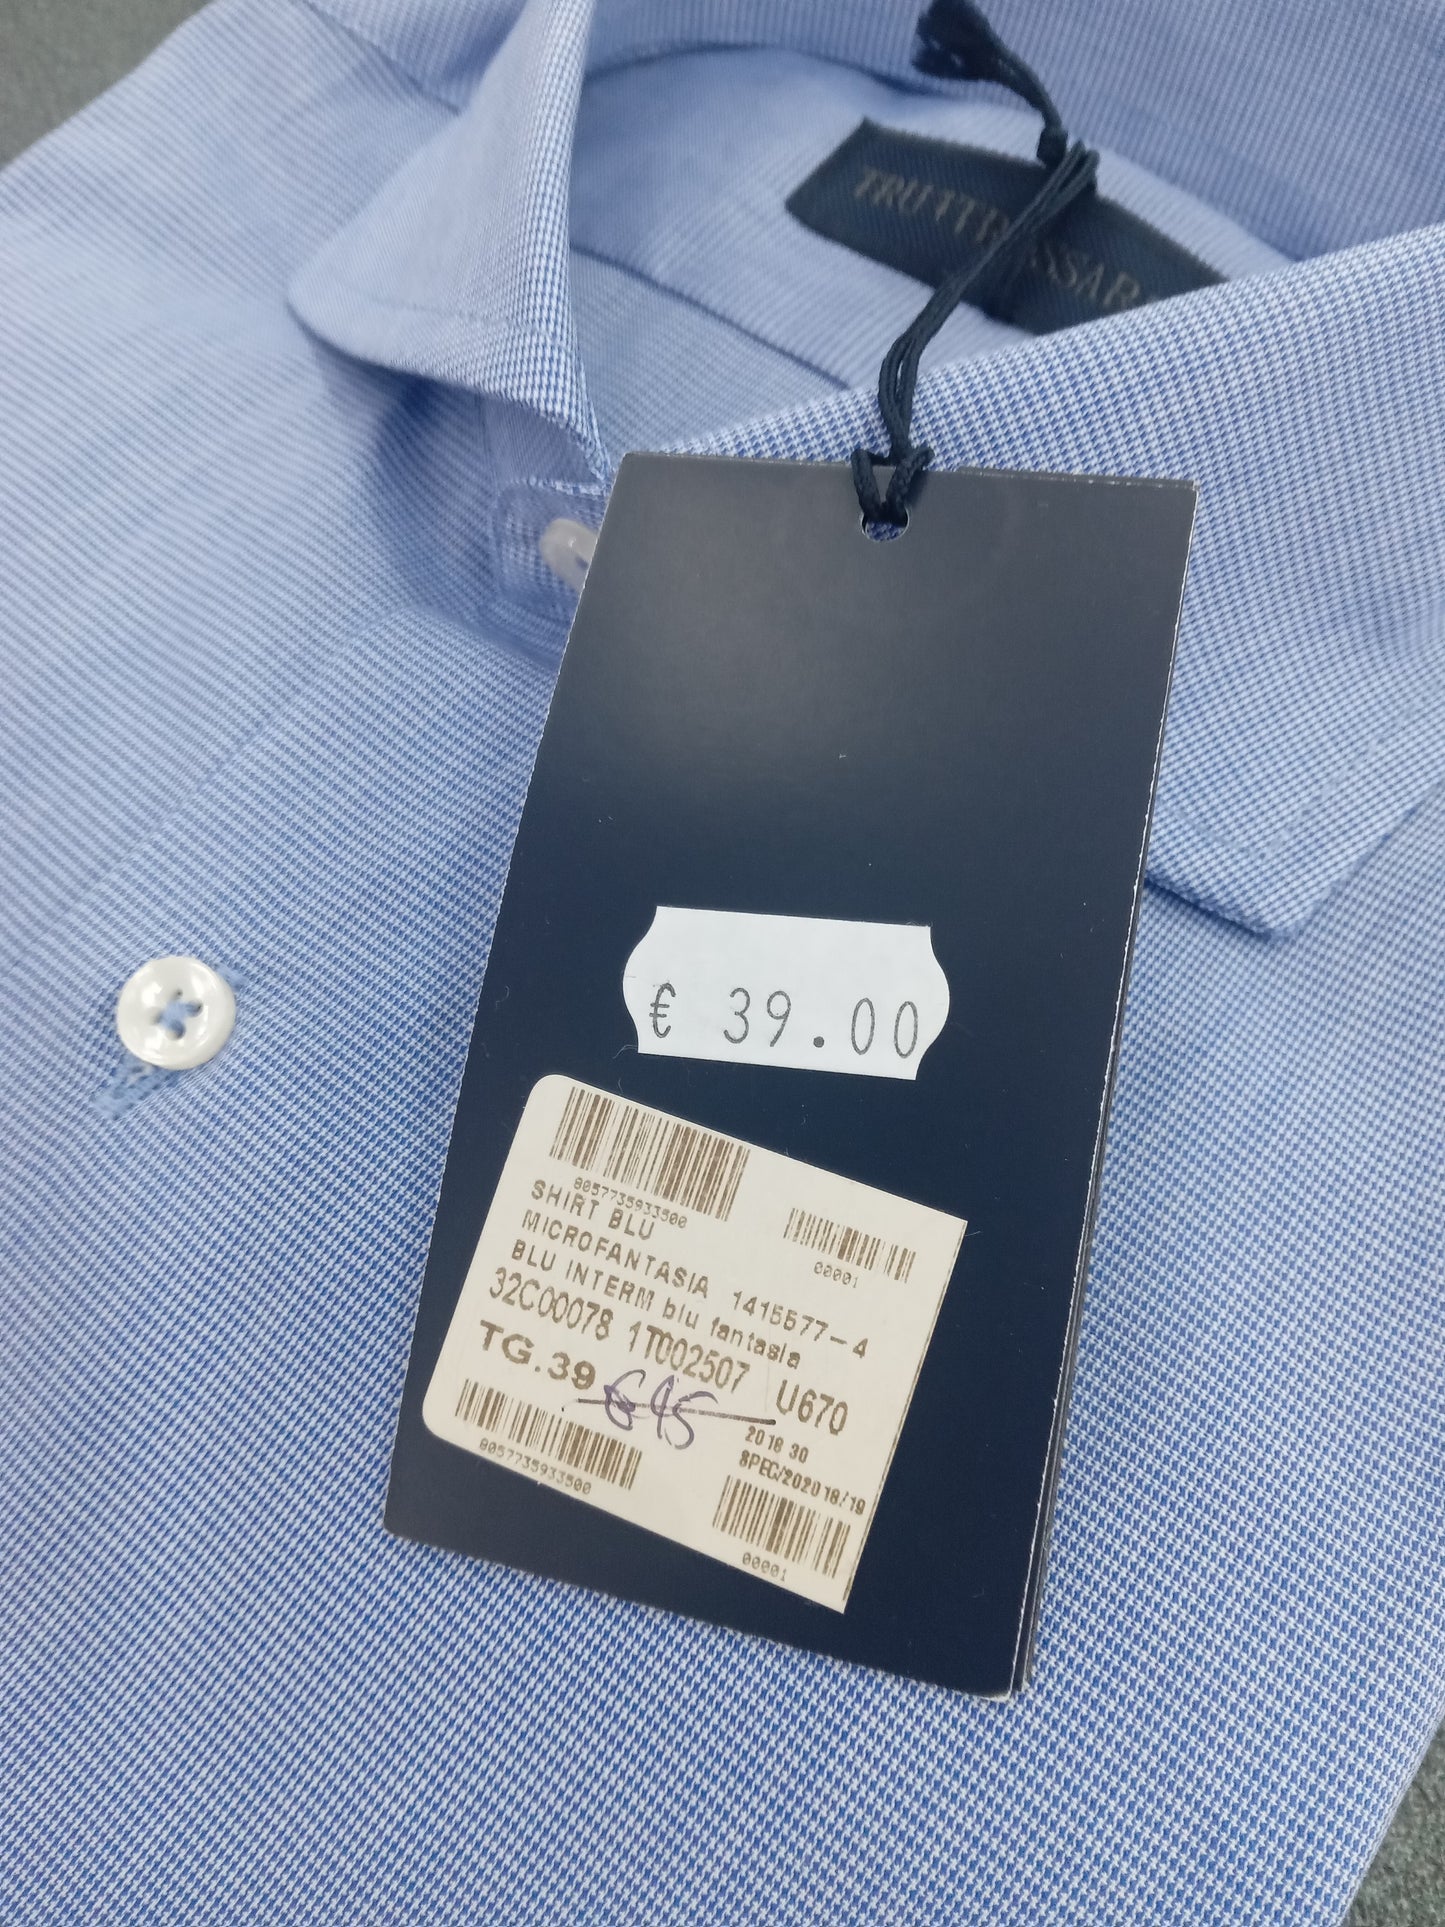 € 39.00
8057735933500
SHIRT BLU
MICROFANTASIA 1415577-4
BLU INTERM blu fantasia
32C00078 1T002507 U670
TG.39 € 45
2018 30
SPEC/2020 18/19
00001
8057735933500
00001